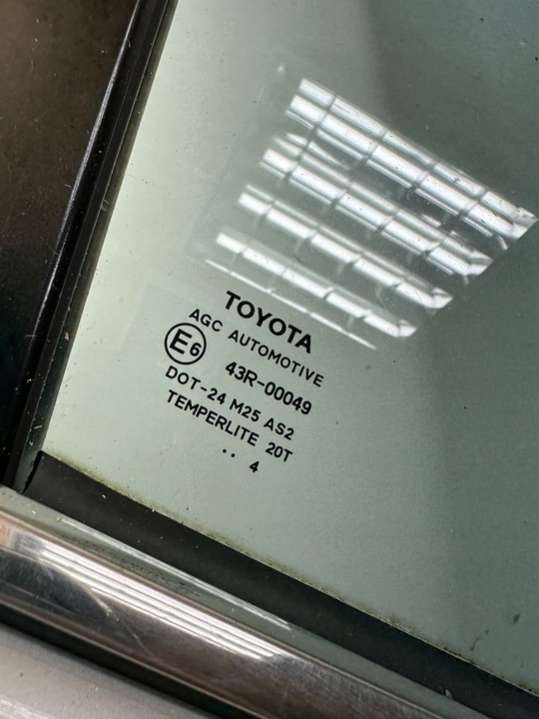 TOYOTA
AGC AUTOMOTIVE
E6 43R-00049
DOT-24 M25 AS2
TEMPERLITE 20T
.. 4